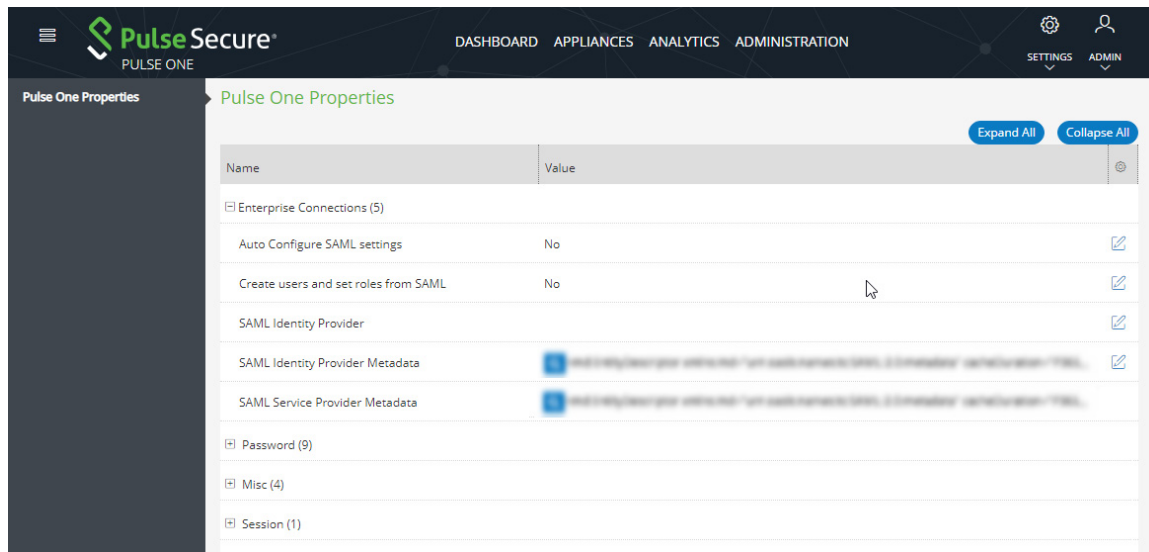 Pulse Secure
PULSE ONE
DASHBOARD APPLIANCES ANALYTICS ADMINISTRATION
SETTINGS ADMIN
Pulse One Properties
Pulse One Properties
Expand All Collapse All
Name Value
Enterprise Connections (5)
Auto Configure SAML settings No
Create users and set roles from SAML No
SAML Identity Provider
SAML Identity Provider Metadata
SAML Service Provider Metadata
Password (9)
Misc (4)
Session (1)